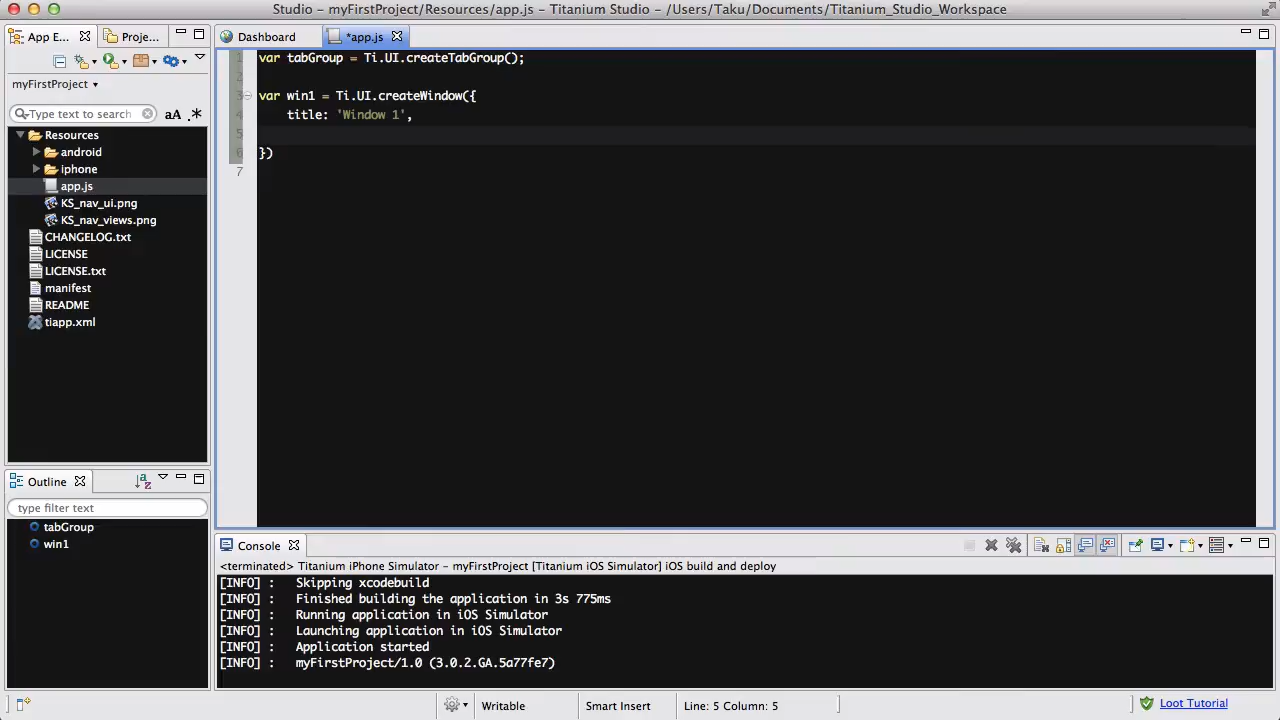 Studio - myFirstProject/Resources/app.js - Titanium Studio - /Users/Taku/Documents/Titanium_Studio_Workspace
App E...
Proje...
Dashboard
*app.js
myFirstProject
Type text to search
aA .*
Resources
android
iphone
app.js
KS_nav_ui.png
KS_nav_views.png
CHANGELOG.txt
LICENSE
LICENSE.txt
manifest
README
tiapp.xml
1 var tabGroup = Ti.UI.createTabGroup();
2
3 var win1 = Ti.UI.createWindow({
4 title: 'Window 1',
5
6 })
7
Outline
type filter text
tabGroup
win1
Console
<terminated> Titanium iPhone Simulator - myFirstProject [Titanium iOS Simulator] iOS build and deploy
[INFO] : Skipping xcodebuild
[INFO] : Finished building the application in 3s 775ms
[INFO] : Running application in iOS Simulator
[INFO] : Launching application in iOS Simulator
[INFO] : Application started
[INFO] : myFirstProject/1.0 (3.0.2.GA.5a77fe7)
Writable
Smart Insert
Line: 5 Column: 5
Loot Tutorial